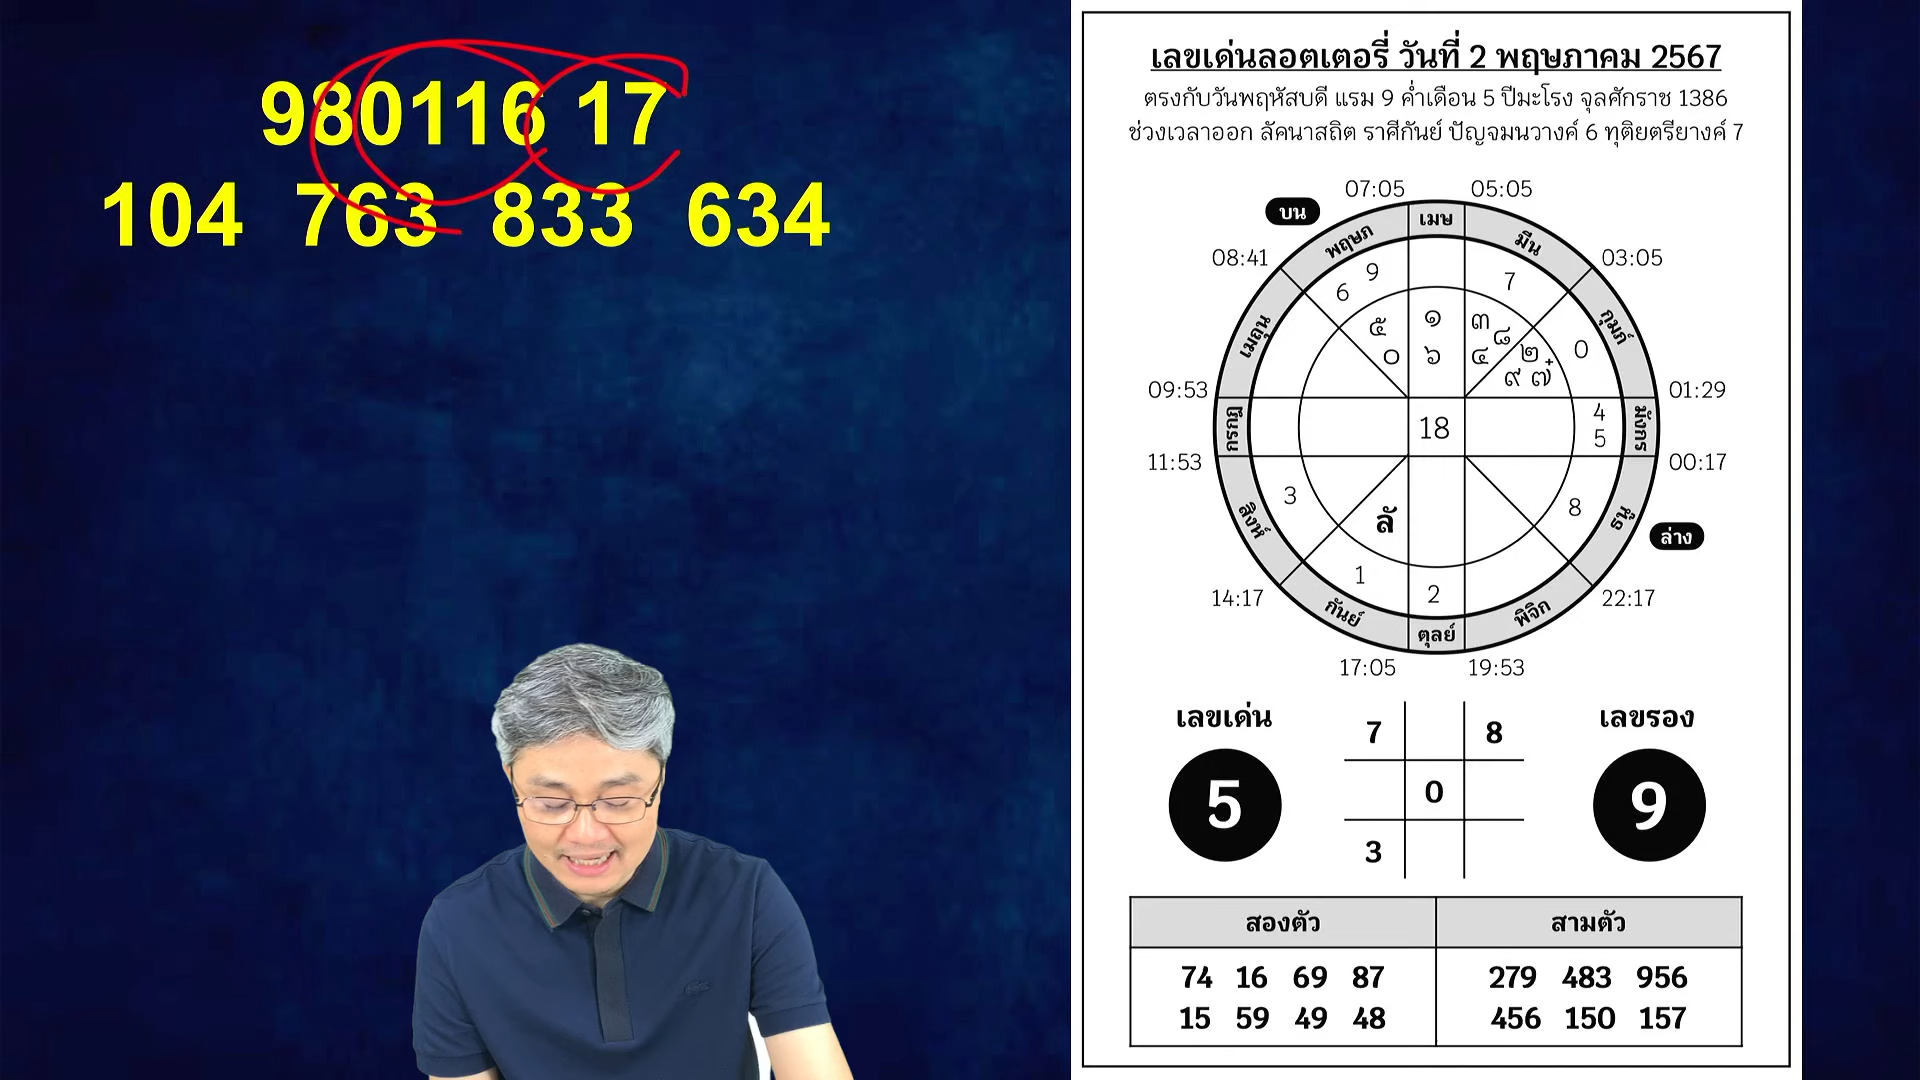 980116 17
104 763 833 634
เลขเด่นลอตเตอรี่ วันที่ 2 พฤษภาคม 2567
ตรงกับวันพฤหัสบดี แรม 9 ค่ำเดือน 5 ปีมะโรง จุลศักราช 1386
ช่วงเวลาออก ลัคนาสถิต ราศีกันย์ ปัญจมนวางค์ 6 ทุติยตรียางค์ 7
07:05 05:05
บน
เมษ
พฤษภ มีน
08:41 03:05
9 7
6
เมถุน กุมภ์
๕ ๑ ๓ ๘
๐ ๖ ๔ ๒ 0
๙ ๗
09:53 01:29
กรกฎ 18 4 มังกร
5
11:53 00:17
3 8
สิงห์ ลั ธนู
ล่าง
1 2
14:17 22:17
กันย์ ตุลย์ พิจิก
17:05 19:53
เลขเด่น 7 8 เลขรอง
5 0 9
3
สองตัว สามตัว
74 16 69 87 279 483 956
15 59 49 48 456 150 157